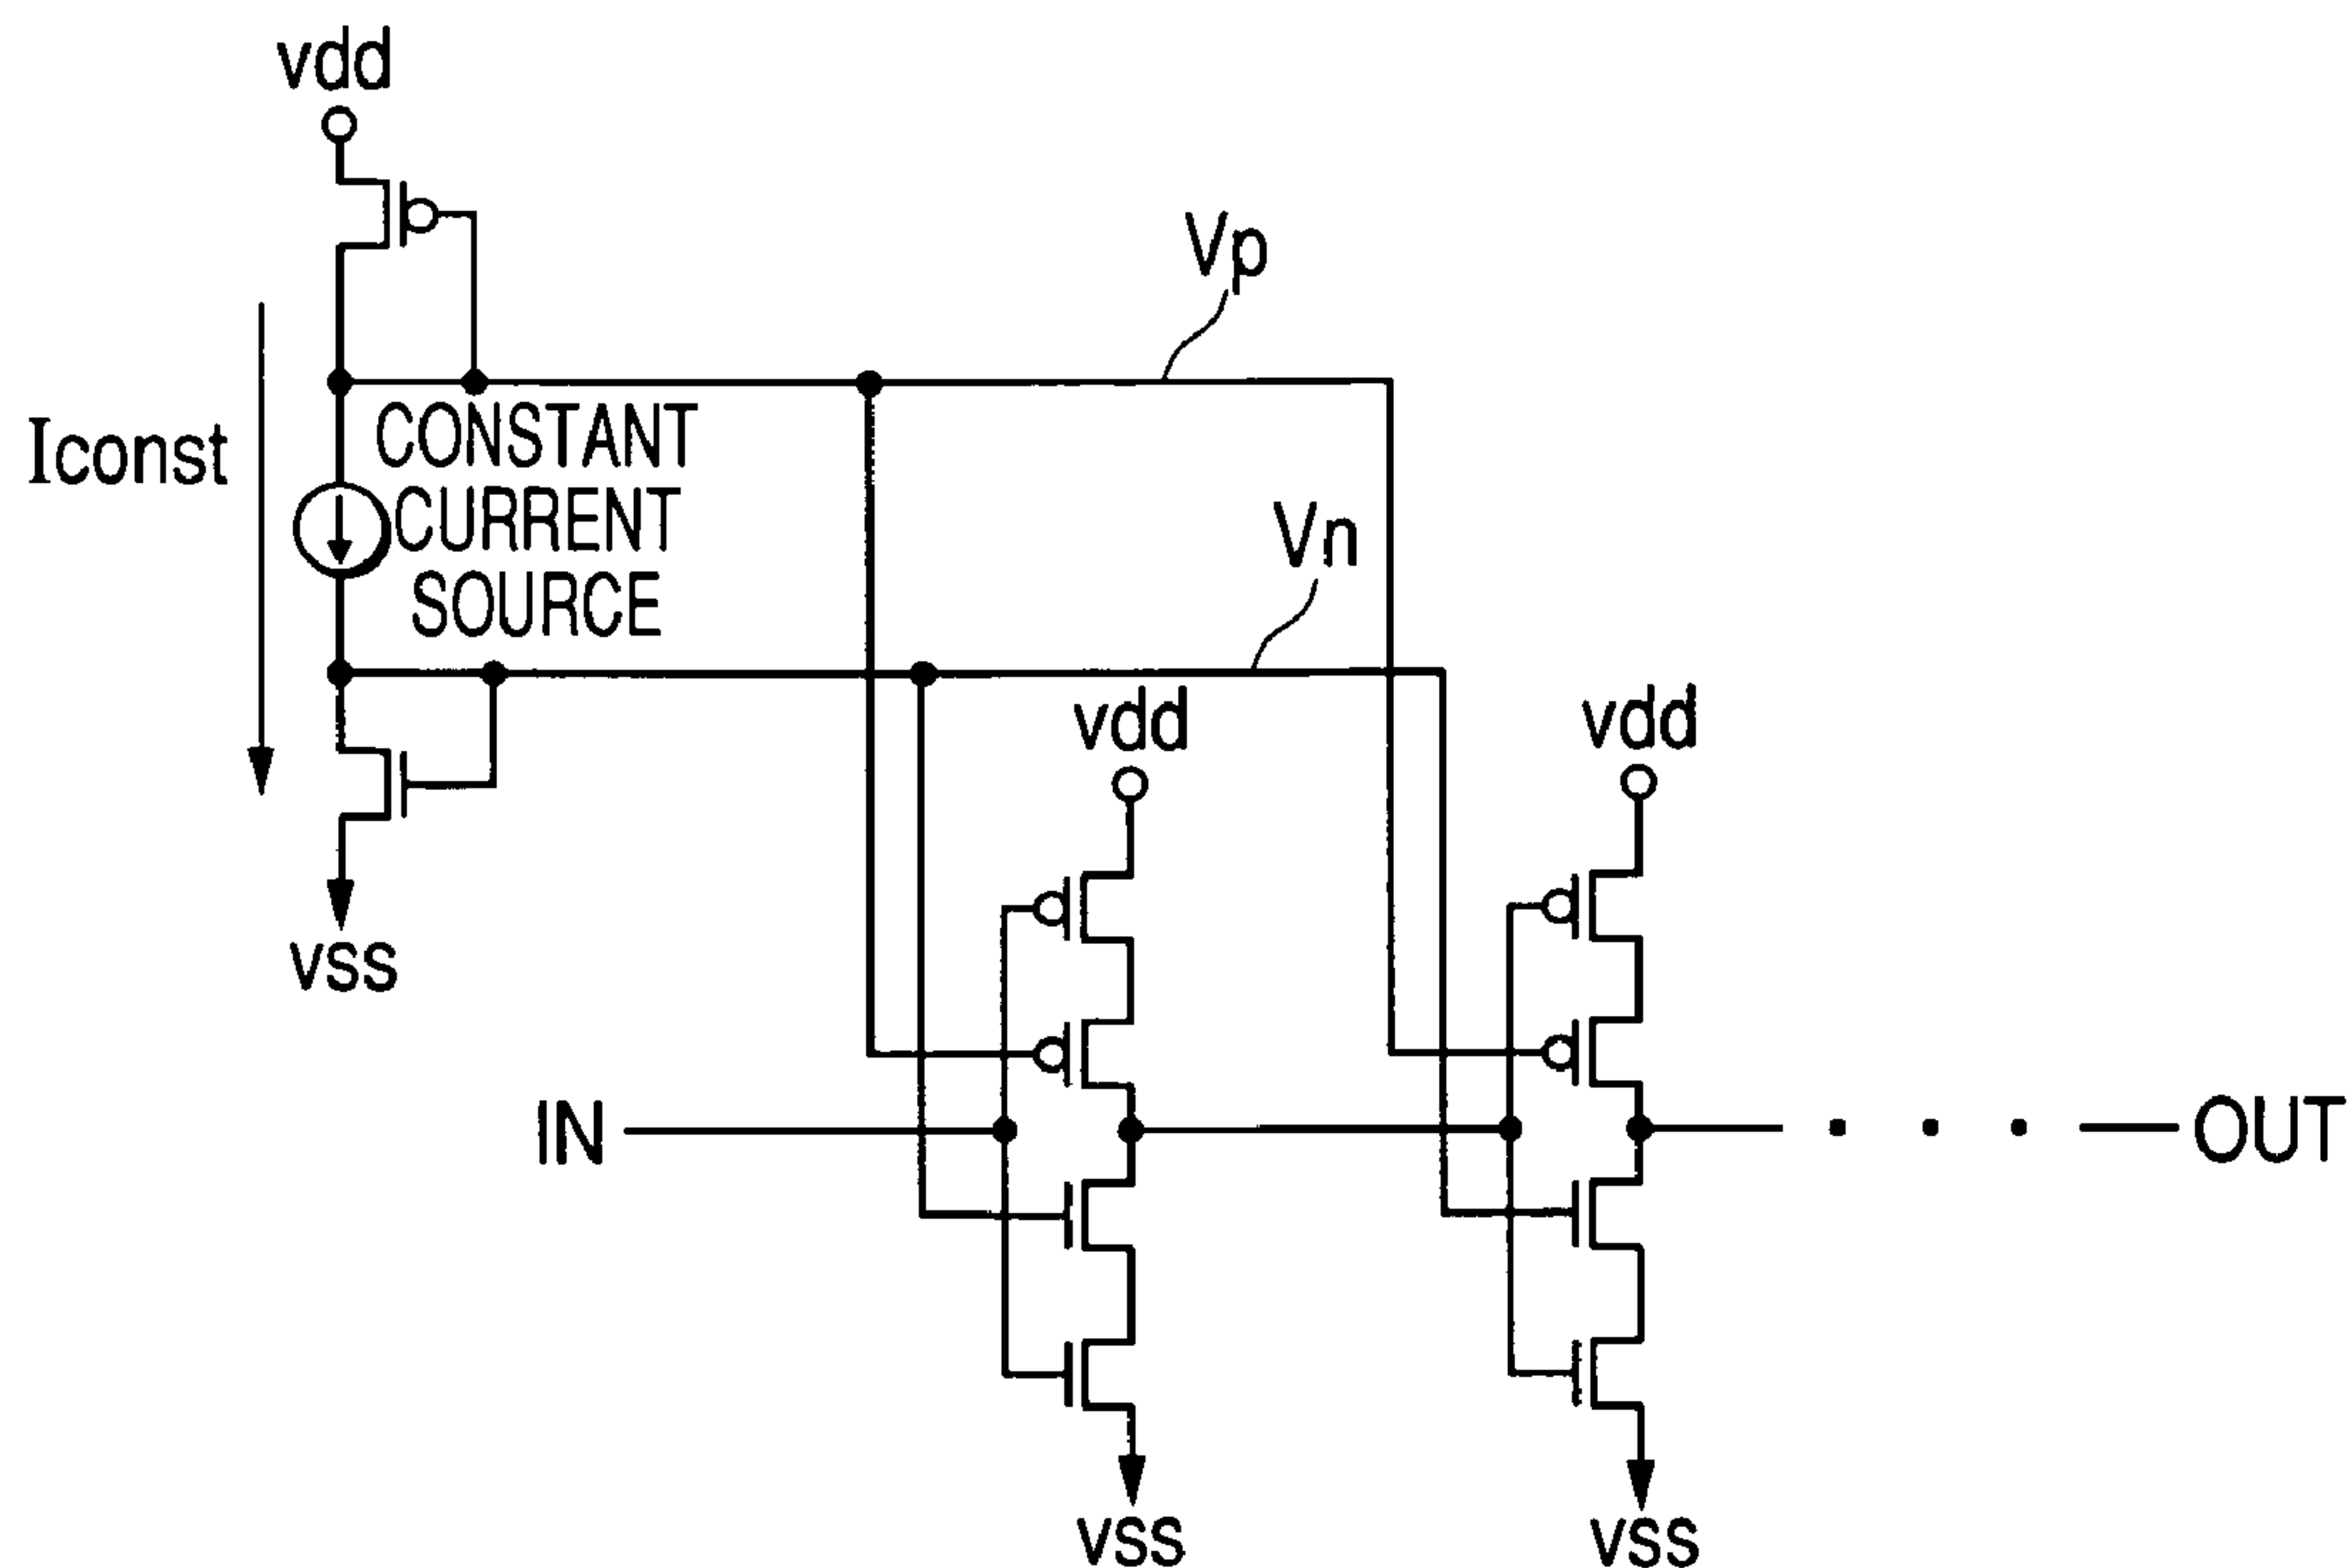 vdd
Vp
Iconst
CONSTANT
CURRENT
SOURCE
Vn
vdd
vdd
vss
IN
OUT
vss
vss